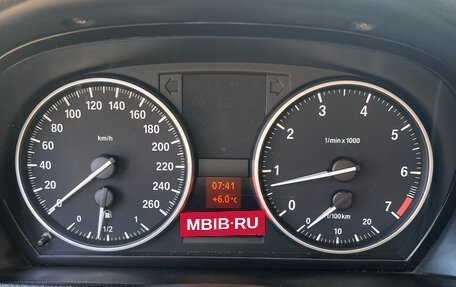 120 140
100 160
80 180
60 200
40 220
20 240
0 260
km/h
0 1/2 1
07:41
+6.0°C
MBIB·RU
3 4
2 5
1 6
0 7
1/min x 1000
0 10 20
l/100 km